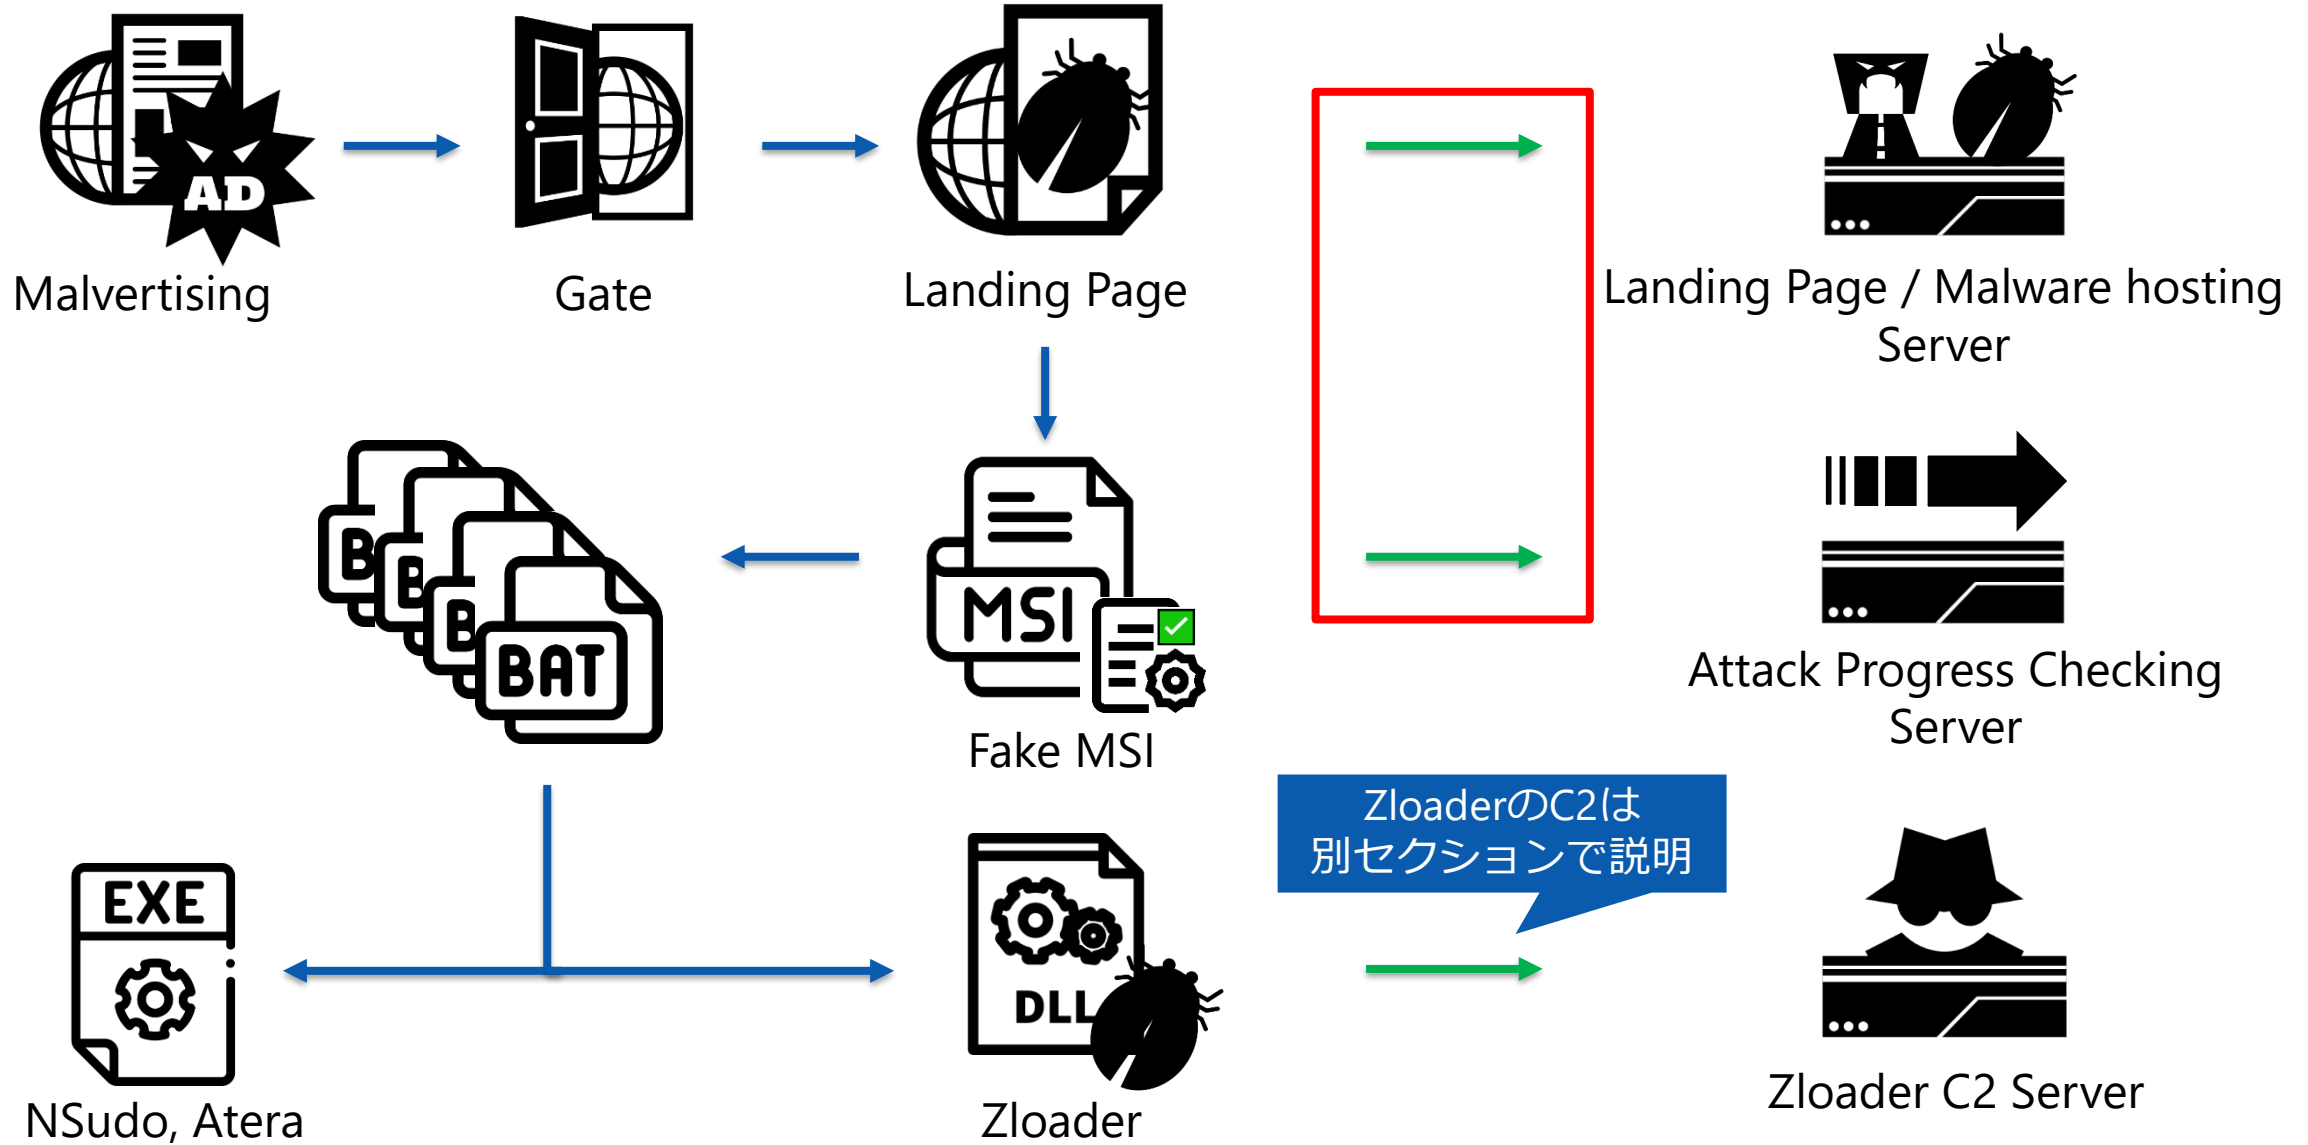 AD
Malvertising
Gate
Landing Page
Landing Page / Malware hosting
Server
B
B
B
BAT
MSI
Fake MSI
Attack Progress Checking
Server
EXE
NSudo, Atera
DLL
Zloader
ZloaderのC2は
別セクションで説明
Zloader C2 Server